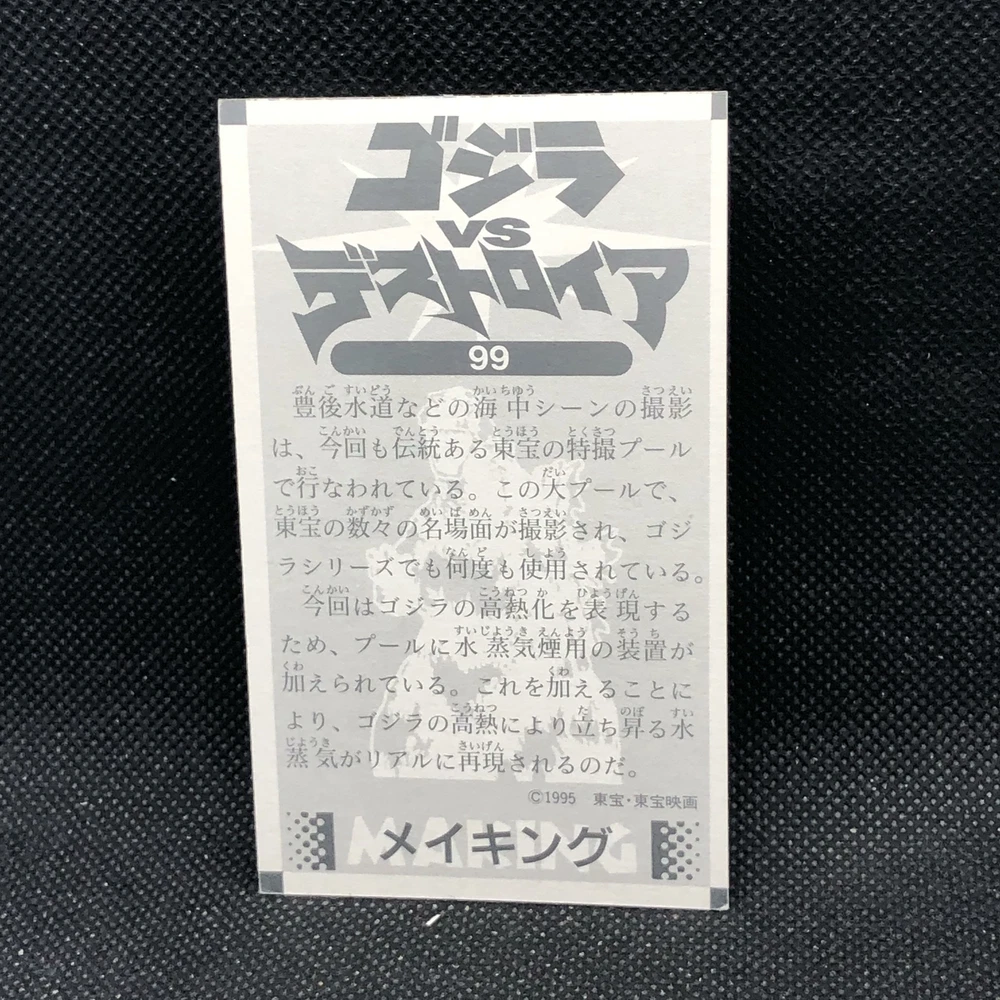 ゴジラ
VS
デストロイア
99
豊後水道などの海中シーンの撮影
は、今回も伝統ある東宝の特撮プール
で行なわれている。この大プールで、
東宝の数々の名場面が撮影され、ゴジ
ラシリーズでも何度も使用されている。
今回はゴジラの高熱化を表現する
ため、プールに水蒸気煙用の装置が
加えられている。これを加えることに
より、ゴジラの高熱により立ち昇る水
蒸気がリアルに再現されるのだ。
©1995 東宝・東宝映画
MAKING
メイキング